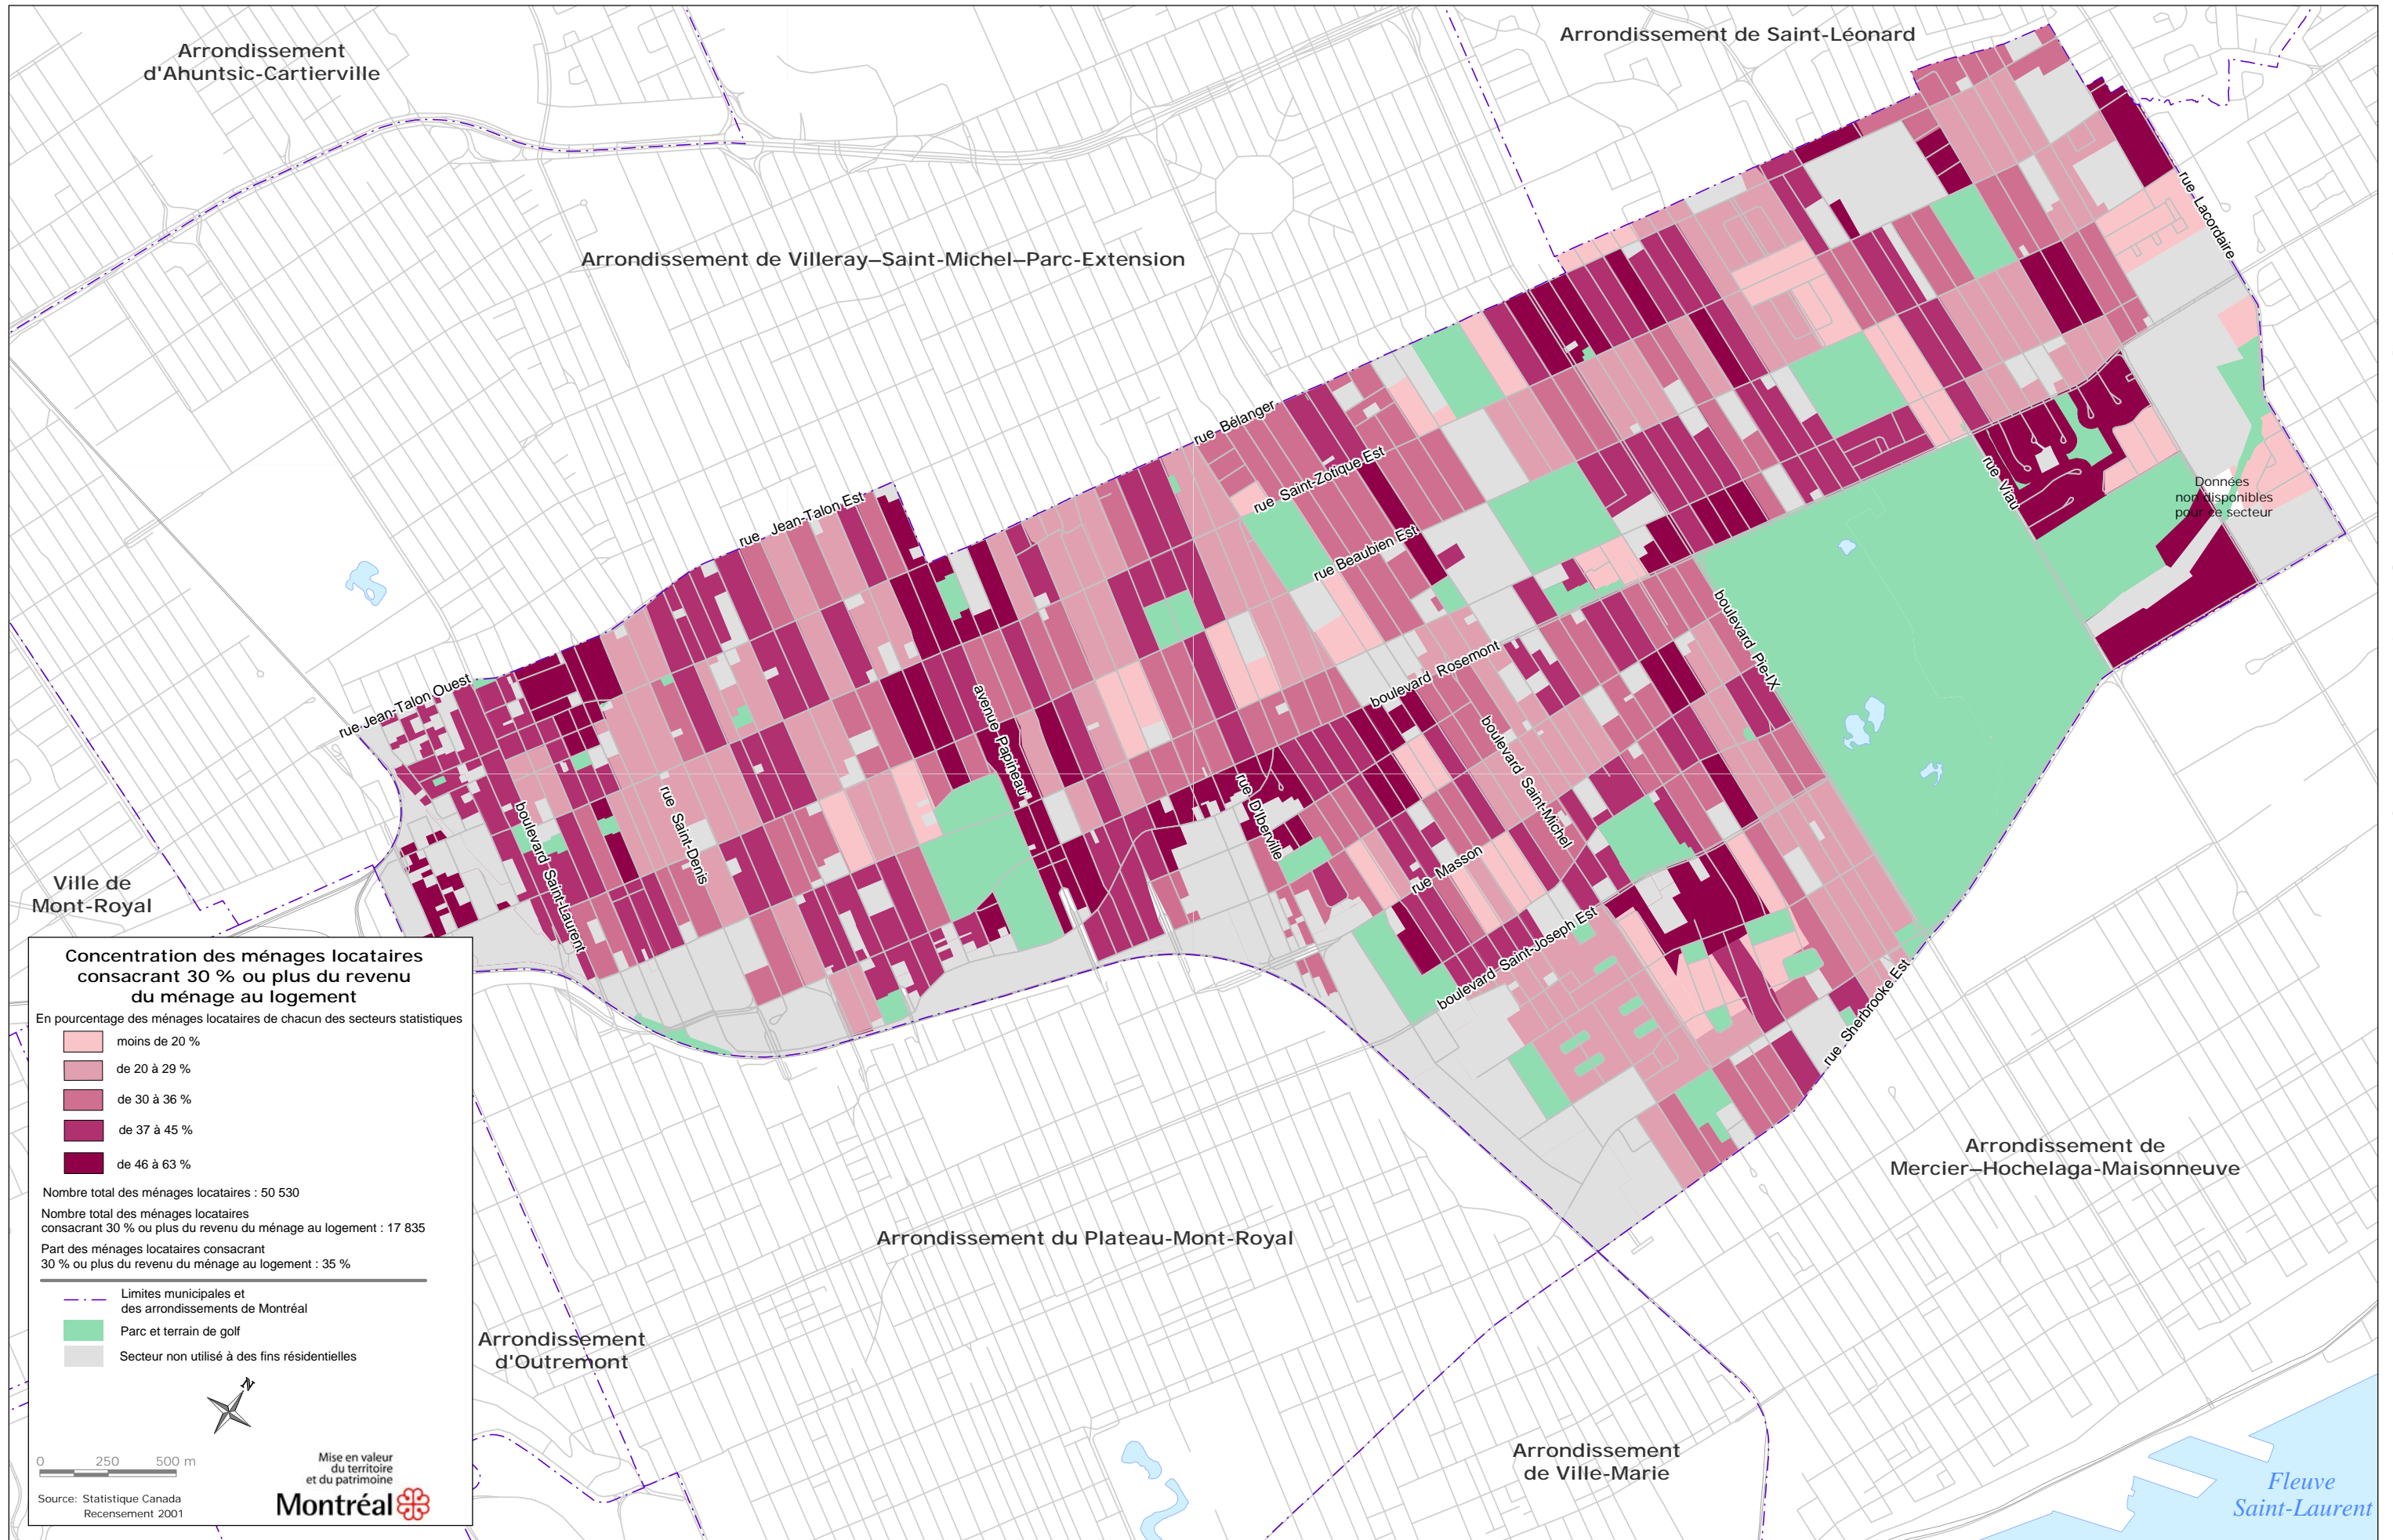 Arrondissement
d'Ahuntsic-Cartierville
Arrondissement de Saint-Léonard
Arrondissement de Villeray–Saint-Michel–Parc-Extension
rue Lacordaire
rue Bélanger
rue Saint-Zotique Est
rue Jean-Talon Est
rue Beaubien Est
rue Viau
Données
non disponibles
pour ce secteur
boulevard Pie-IX
boulevard Rosemont
rue Jean-Talon Ouest
avenue Papineau
boulevard Saint-Michel
rue D'Iberville
rue Saint-Denis
boulevard Saint-Laurent
rue Masson
boulevard Saint-Joseph Est
rue Sherbrooke Est
Ville de
Mont-Royal
Arrondissement de
Mercier–Hochelaga-Maisonneuve
Arrondissement du Plateau-Mont-Royal
Arrondissement
d'Outremont
Arrondissement
de Ville-Marie
Fleuve
Saint-Laurent
Concentration des ménages locataires
consacrant 30 % ou plus du revenu
du ménage au logement
En pourcentage des ménages locataires de chacun des secteurs statistiques
moins de 20 %
de 20 à 29 %
de 30 à 36 %
de 37 à 45 %
de 46 à 63 %
Nombre total des ménages locataires : 50 530
Nombre total des ménages locataires
consacrant 30 % ou plus du revenu du ménage au logement : 17 835
Part des ménages locataires consacrant
30 % ou plus du revenu du ménage au logement : 35 %
Limites municipales et
des arrondissements de Montréal
Parc et terrain de golf
Secteur non utilisé à des fins résidentielles
N
0 250 500 m
Source: Statistique Canada
Recensement 2001
Mise en valeur
du territoire
et du patrimoine
Montréal